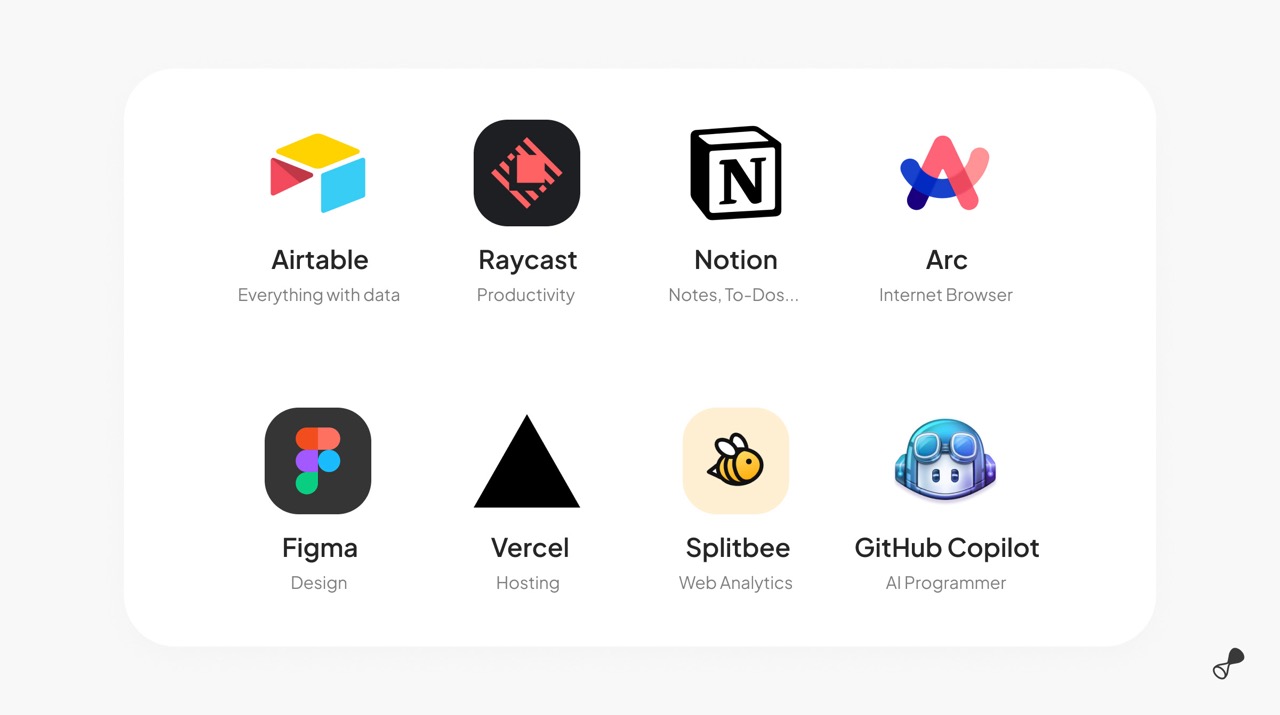 N
Airtable
Raycast
Notion
Arc
Everything with data
Productivity
Notes, To-Dos...
Internet Browser
Figma
Vercel
Splitbee
GitHub Copilot
Design
Hosting
Web Analytics
AI Programmer